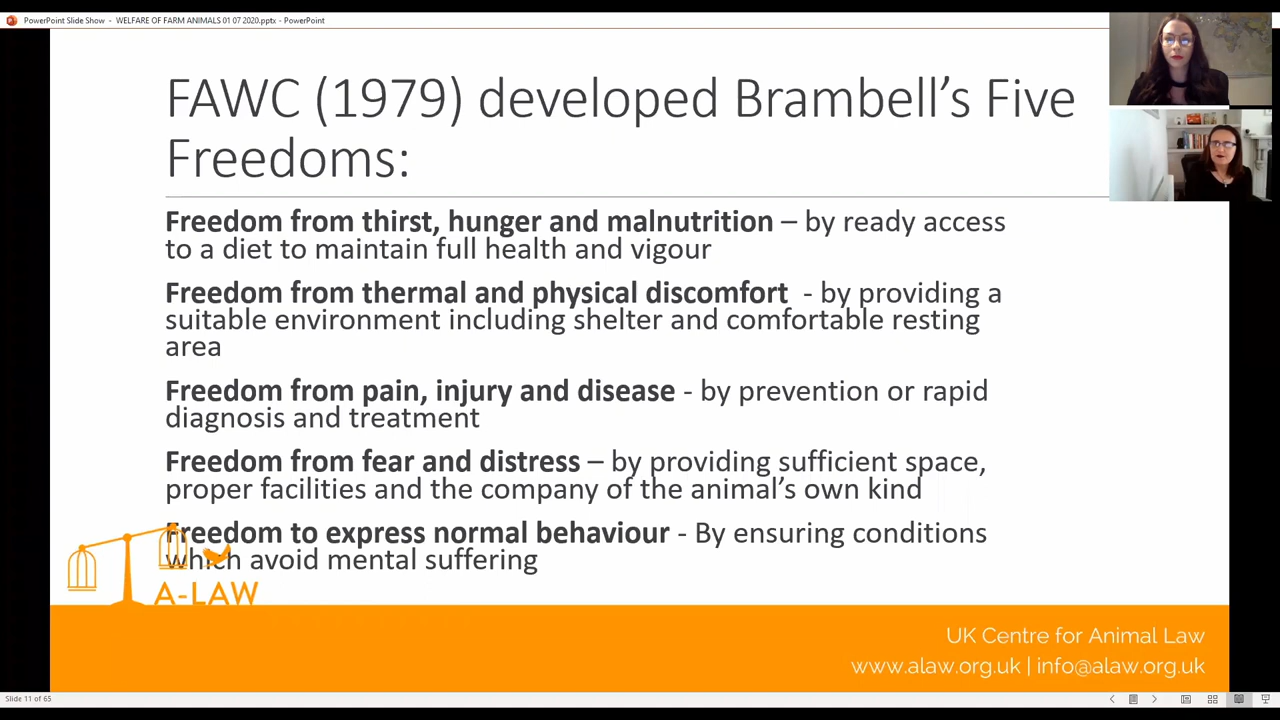 PowerPoint Slide Show - WELFARE OF FARM ANIMALS 01 07 2020.pptx - PowerPoint
FAWC (1979) developed Brambell’s Five
Freedoms:
Freedom from thirst, hunger and malnutrition – by ready access
to a diet to maintain full health and vigour
Freedom from thermal and physical discomfort - by providing a
suitable environment including shelter and comfortable resting
area
Freedom from pain, injury and disease - by prevention or rapid
diagnosis and treatment
Freedom from fear and distress – by providing sufficient space,
proper facilities and the company of the animal’s own kind
Freedom to express normal behaviour - By ensuring conditions
which avoid mental suffering
A-LAW
UK Centre for Animal Law
www.alaw.org.uk | info@alaw.org.uk
Slide 11 of 65